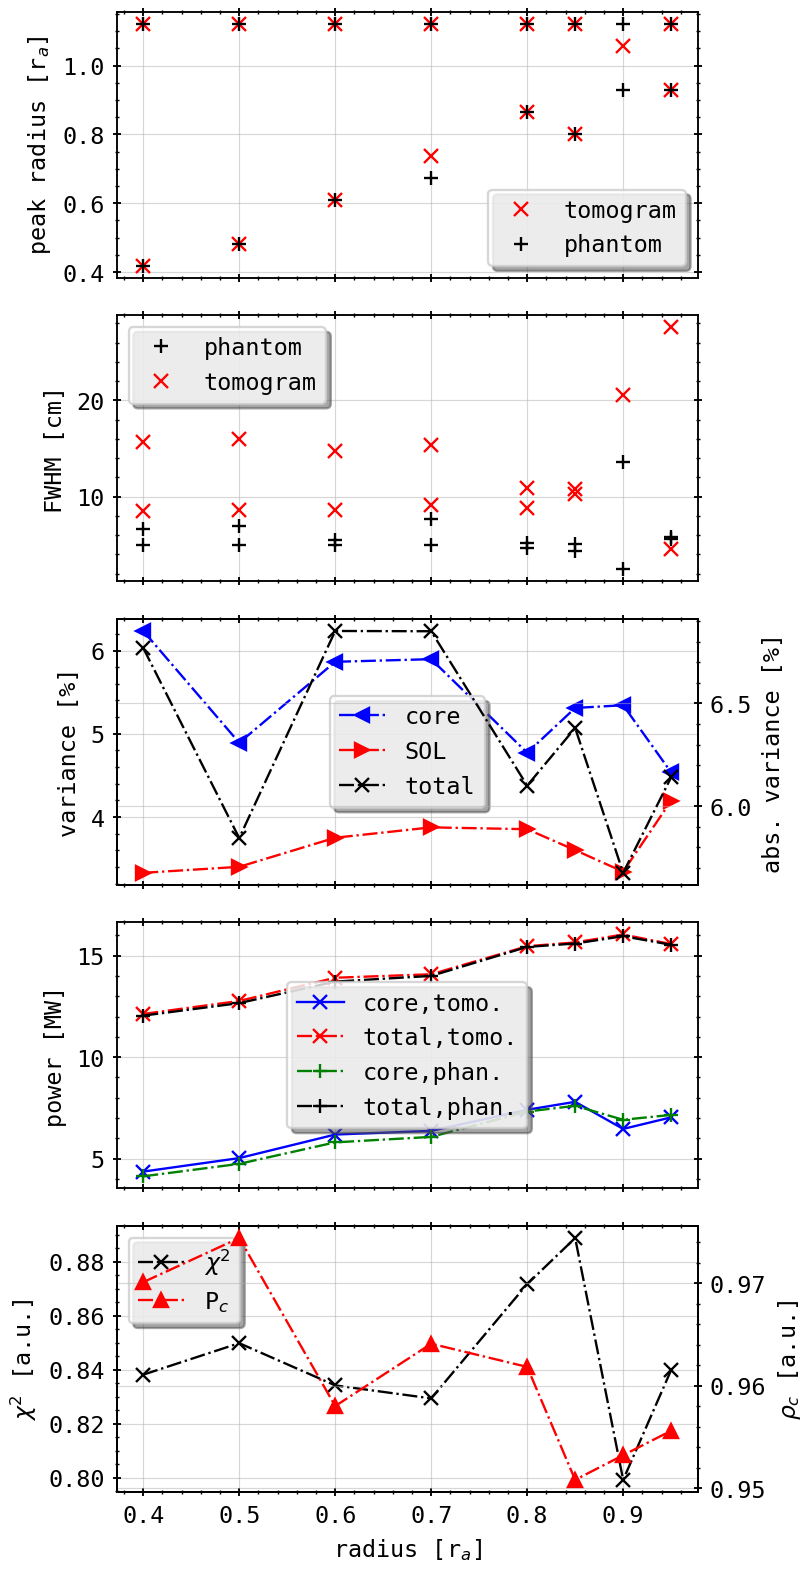 1.0
0.8
0.6
0.4
peak radius [rₐ]
tomogram
phantom
20
10
FWHM [cm]
phantom
tomogram
6
5
4
variance [%]
6.5
6.0
abs. variance [%]
core
SOL
total
15
10
5
power [MW]
core,tomo.
total,tomo.
core,phan.
total,phan.
0.88
0.86
0.84
0.82
0.80
χ² [a.u.]
0.97
0.96
0.95
ρ_c [a.u.]
χ²
P_c
0.4 0.5 0.6 0.7 0.8 0.9
radius [rₐ]